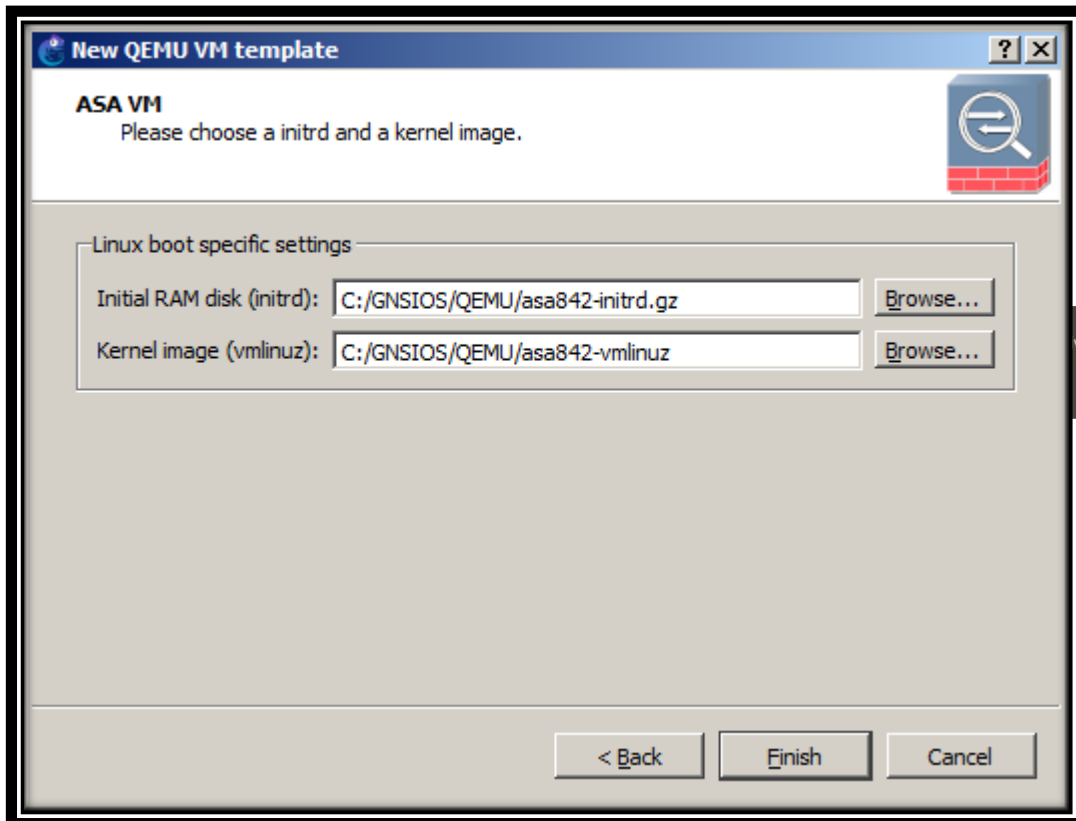 New QEMU VM template
ASA VM
Please choose a initrd and a kernel image.
Linux boot specific settings
Initial RAM disk (initrd): C:/GNSIOS/QEMU/asa842-initrd.gz Browse...
Kernel image (vmlinuz): C:/GNSIOS/QEMU/asa842-vmlinuz Browse...
< Back Finish Cancel